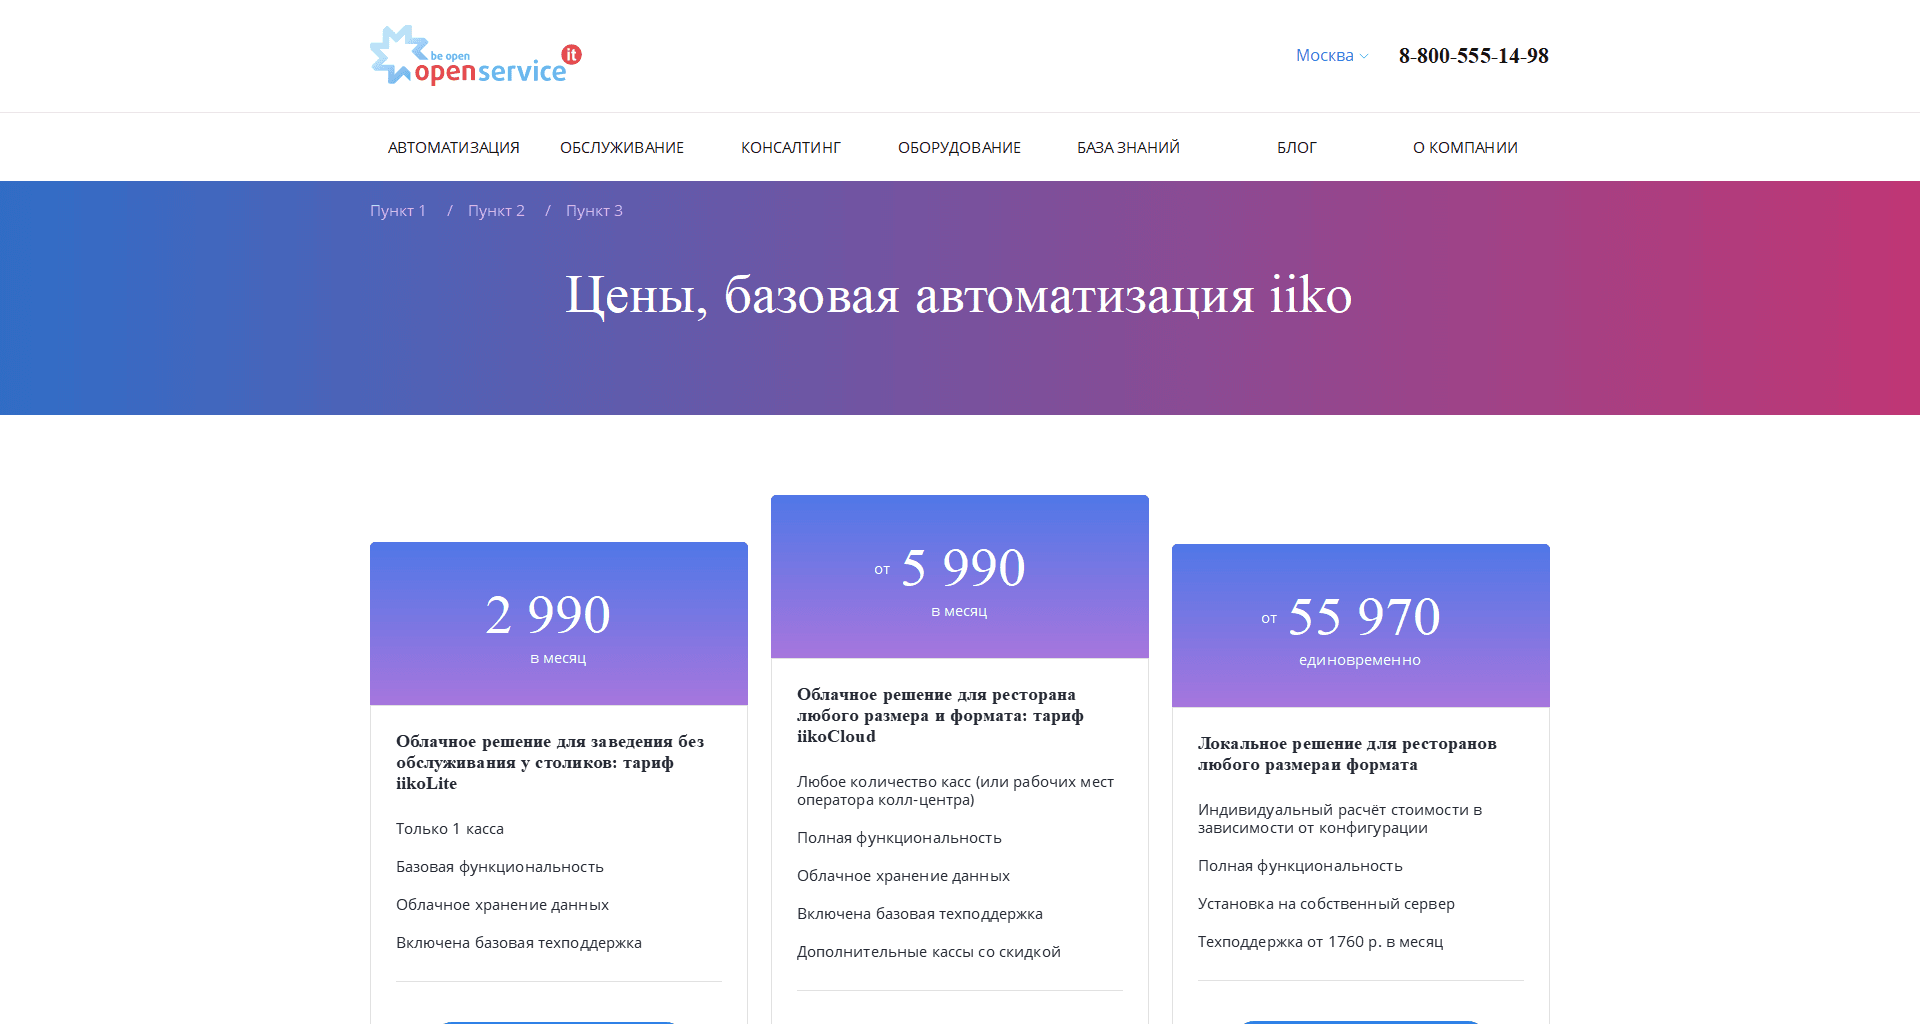 be open
openservice it
Москва
8-800-555-14-98
АВТОМАТИЗАЦИЯ ОБСЛУЖИВАНИЕ КОНСАЛТИНГ ОБОРУДОВАНИЕ БАЗА ЗНАНИЙ БЛОГ О КОМПАНИИ
Пункт 1 / Пункт 2 / Пункт 3
Цены, базовая автоматизация iiko
2 990
в месяц
Облачное решение для заведения без
обслуживания у столиков: тариф
iikoLite
Только 1 касса
Базовая функциональность
Облачное хранение данных
Включена базовая техподдержка
от 5 990
в месяц
Облачное решение для ресторана
любого размера и формата: тариф
iikoCloud
Любое количество касс (или рабочих мест
оператора колл-центра)
Полная функциональность
Облачное хранение данных
Включена базовая техподдержка
Дополнительные кассы со скидкой
от 55 970
единовременно
Локальное решение для ресторанов
любого размераи формата
Индивидуальный расчёт стоимости в
зависимости от конфигурации
Полная функциональность
Установка на собственный сервер
Техподдержка от 1760 р. в месяц